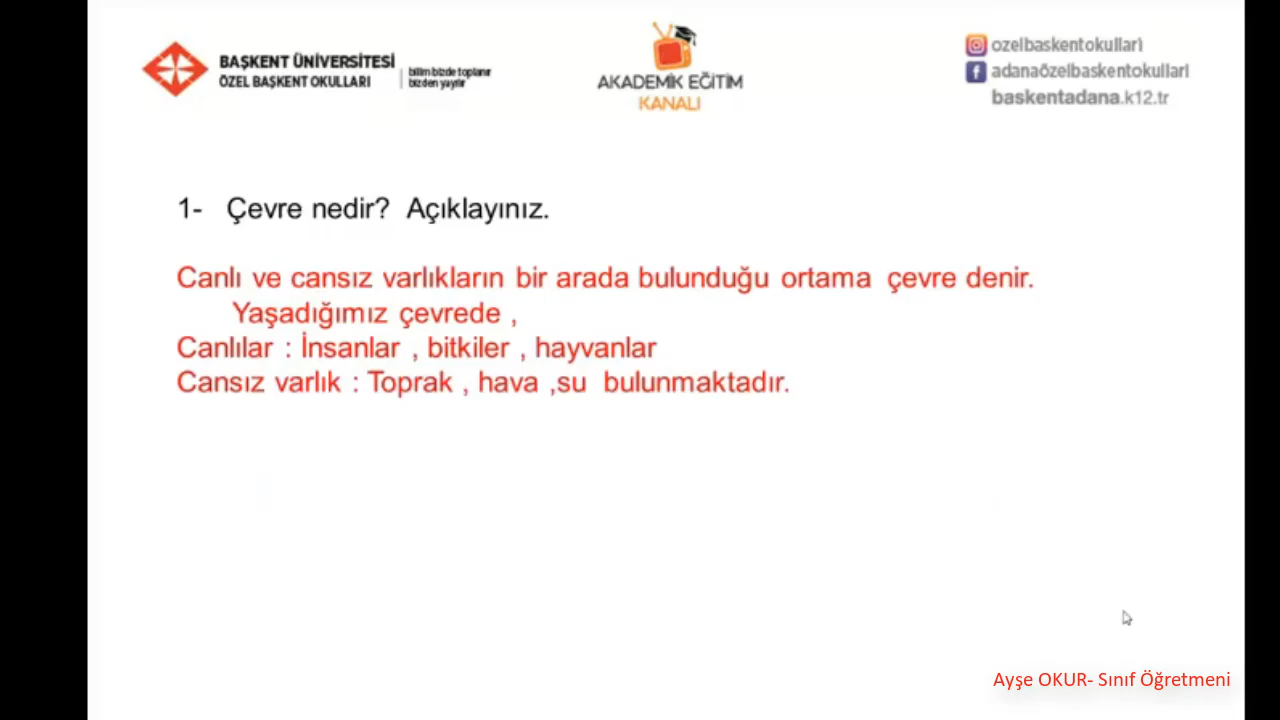 BAŞKENT ÜNİVERSİTESİ
ÖZEL BAŞKENT OKULLARI
bilim bizde toplanır
bizden yayılır
AKADEMİK EĞİTİM
KANALI
ozelbaskentokullari
adanaözelbaskentokullari
baskentadana.k12.tr
1- Çevre nedir? Açıklayınız.
Canlı ve cansız varlıkların bir arada bulunduğu ortama çevre denir.
Yaşadığımız çevrede ,
Canlılar : İnsanlar , bitkiler , hayvanlar
Cansız varlık : Toprak , hava ,su bulunmaktadır.
Ayşe OKUR- Sınıf Öğretmeni